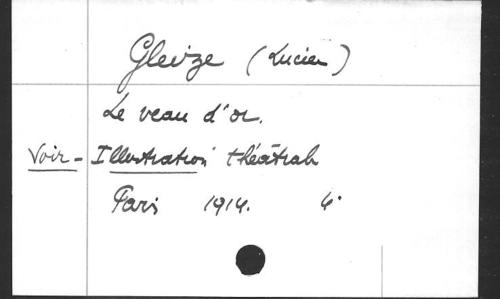 Gleize (Lucien)
Le veau d'or.
Voir - Illustration théâtrale
Paris 1914. 4°